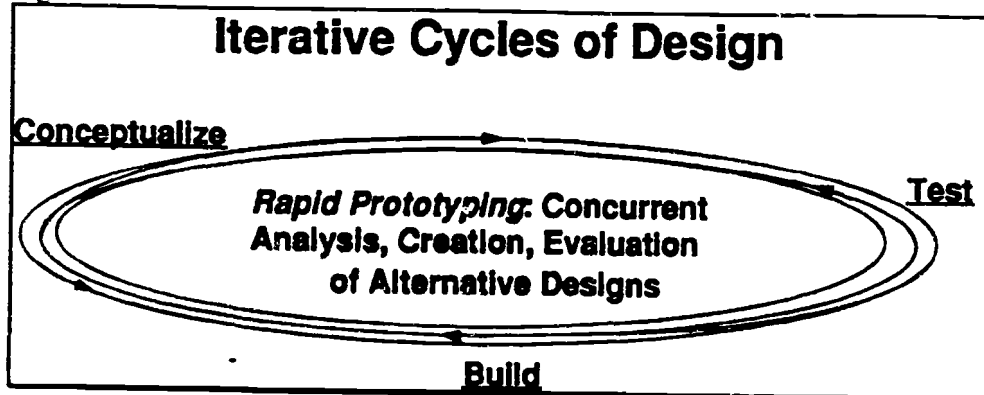 Iterative Cycles of Design
Conceptualize
Test
Rapid Prototyping: Concurrent
Analysis, Creation, Evaluation
of Alternative Designs
Build